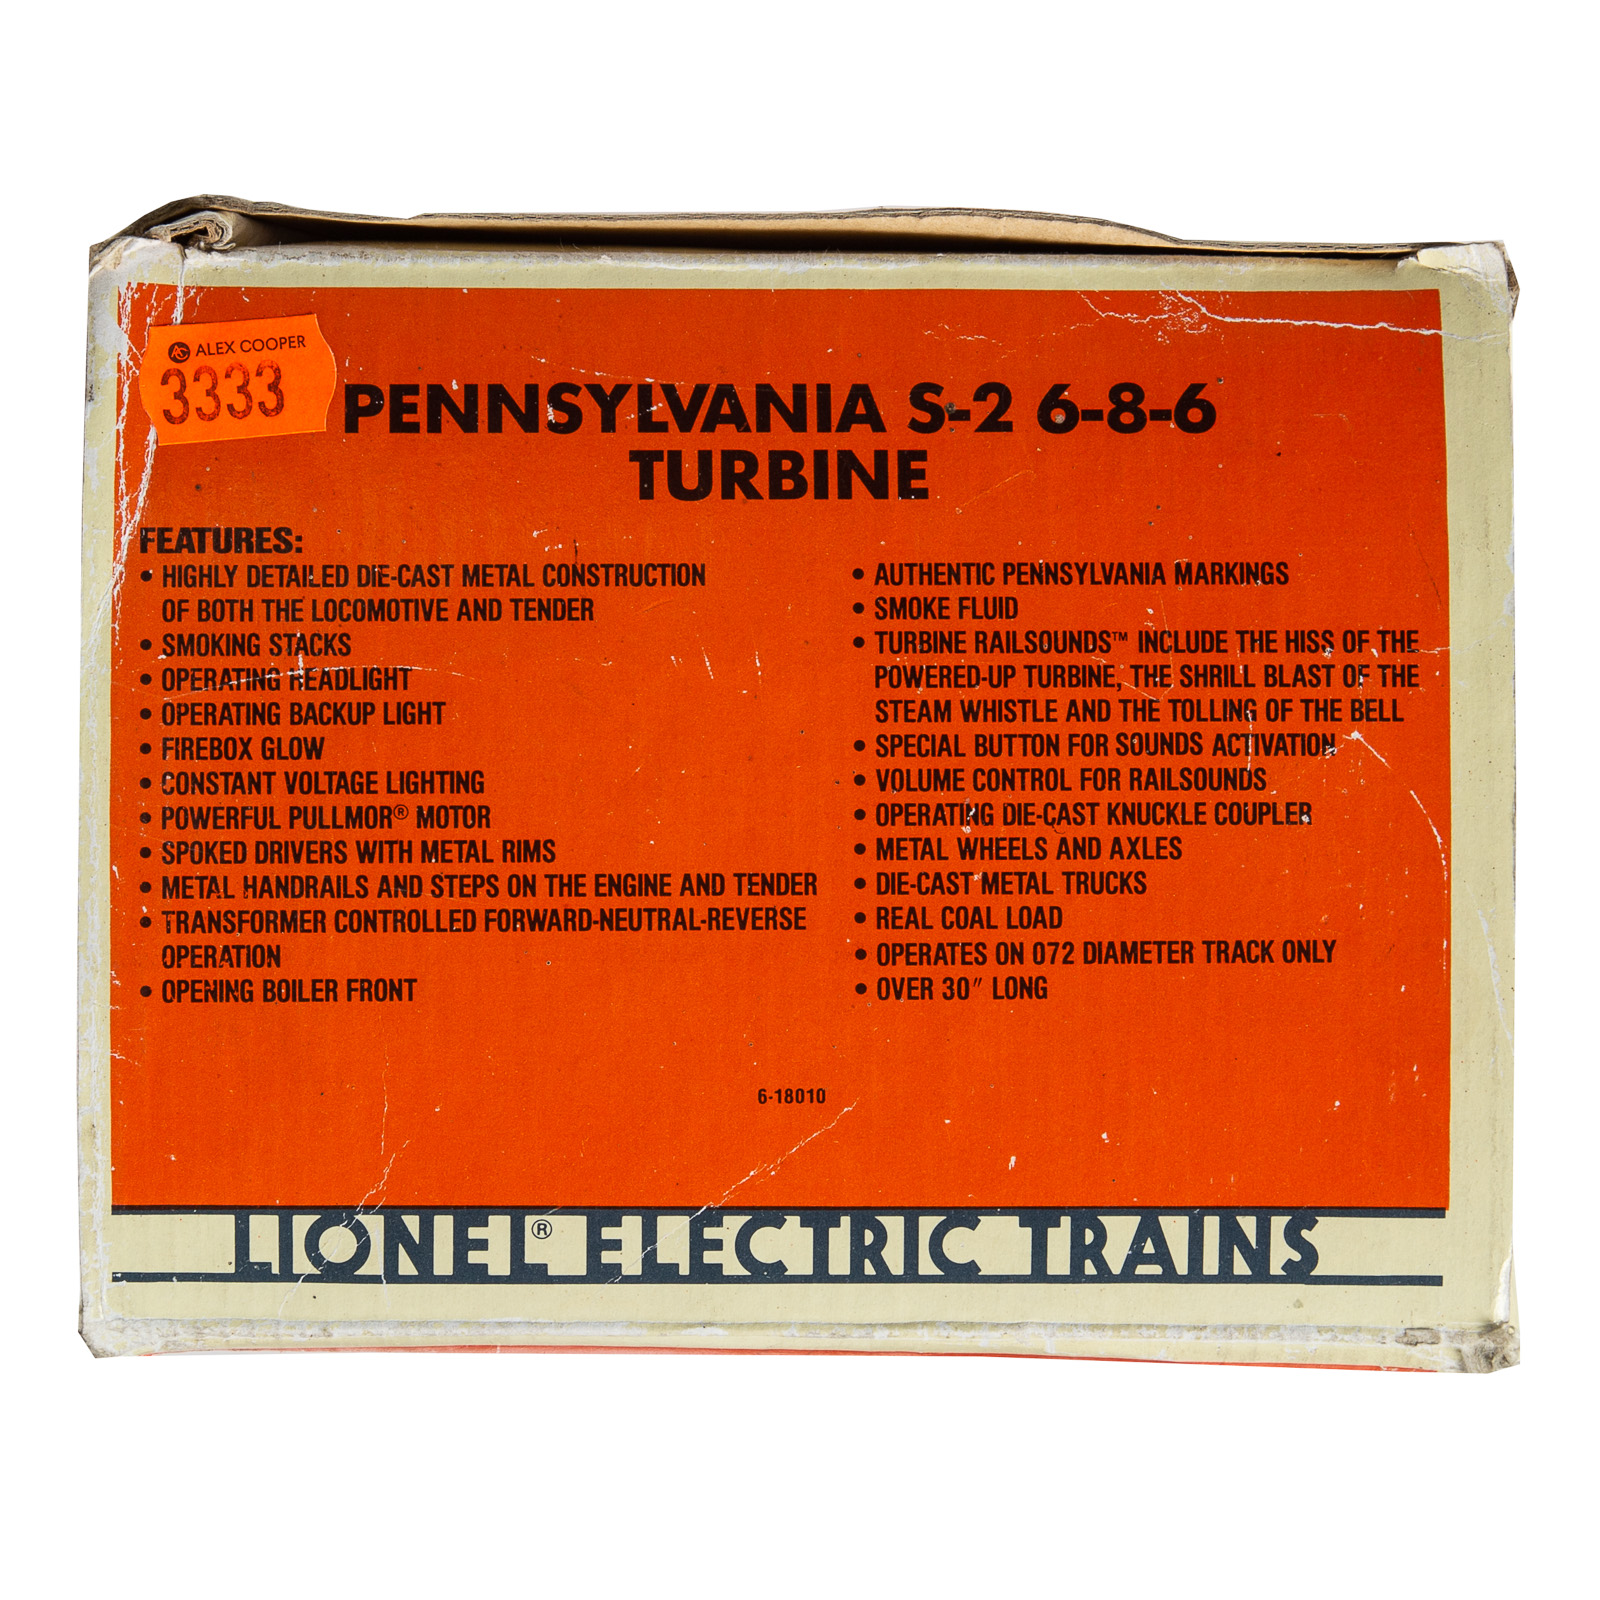 ALEX COOPER
3333
PENNSYLVANIA S-2 6-8-6
TURBINE
FEATURES:
• HIGHLY DETAILED DIE-CAST METAL CONSTRUCTION
OF BOTH THE LOCOMOTIVE AND TENDER
• SMOKING STACKS
• OPERATING HEADLIGHT
• OPERATING BACKUP LIGHT
• FIREBOX GLOW
• CONSTANT VOLTAGE LIGHTING
• POWERFUL PULLMOR® MOTOR
• SPOKED DRIVERS WITH METAL RIMS
• METAL HANDRAILS AND STEPS ON THE ENGINE AND TENDER
• TRANSFORMER CONTROLLED FORWARD-NEUTRAL-REVERSE
OPERATION
• OPENING BOILER FRONT
• AUTHENTIC PENNSYLVANIA MARKINGS
• SMOKE FLUID
• TURBINE RAILSOUNDS™ INCLUDE THE HISS OF THE
POWERED-UP TURBINE, THE SHRILL BLAST OF THE
STEAM WHISTLE AND THE TOLLING OF THE BELL
• SPECIAL BUTTON FOR SOUNDS ACTIVATION
• VOLUME CONTROL FOR RAILSOUNDS
• OPERATING DIE-CAST KNUCKLE COUPLER
• METAL WHEELS AND AXLES
• DIE-CAST METAL TRUCKS
• REAL COAL LOAD
• OPERATES ON 072 DIAMETER TRACK ONLY
• OVER 30″ LONG
6-18010
LIONEL® ELECTRIC TRAINS